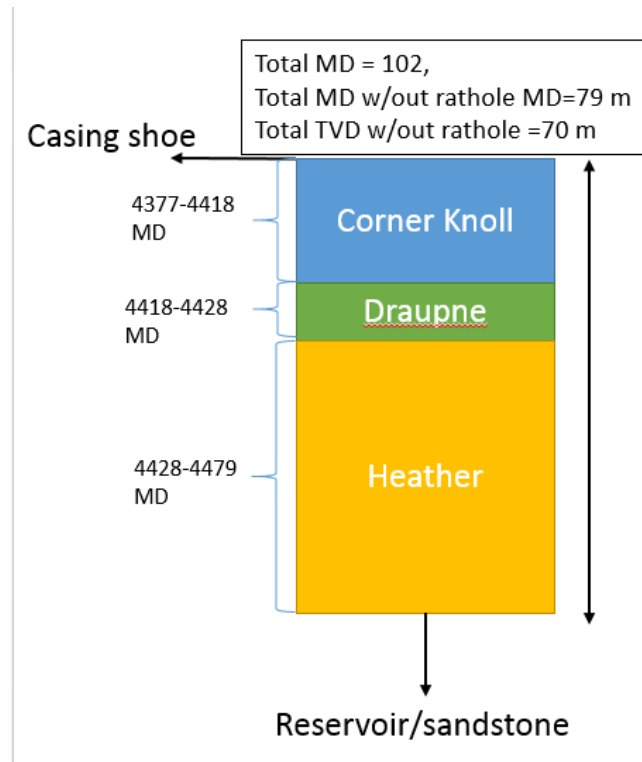 Total MD = 102,
Total MD w/out rathole MD=79 m
Total TVD w/out rathole =70 m
Casing shoe
4377-4418
MD
Corner Knoll
4418-4428
MD
Draupne
4428-4479
MD
Heather
Reservoir/sandstone